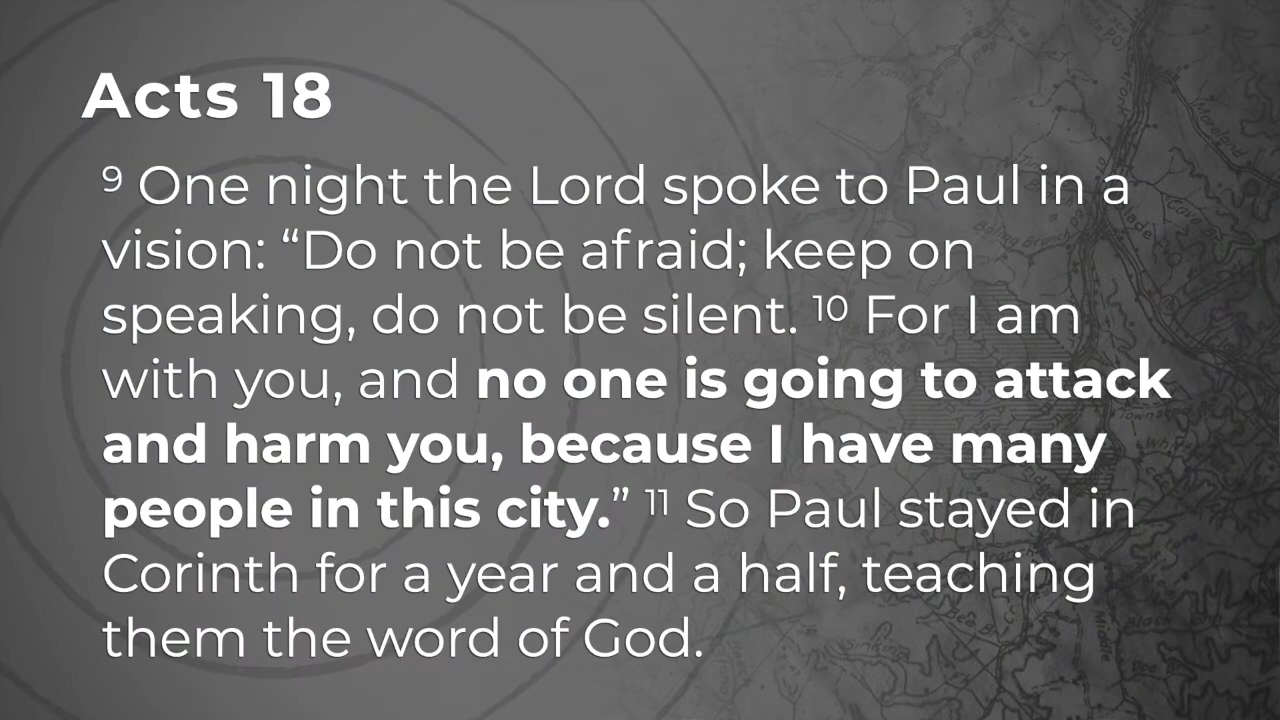 Acts 18
9 One night the Lord spoke to Paul in a
vision: “Do not be afraid; keep on
speaking, do not be silent. 10 For I am
with you, and no one is going to attack
and harm you, because I have many
people in this city.” 11 So Paul stayed in
Corinth for a year and a half, teaching
them the word of God.